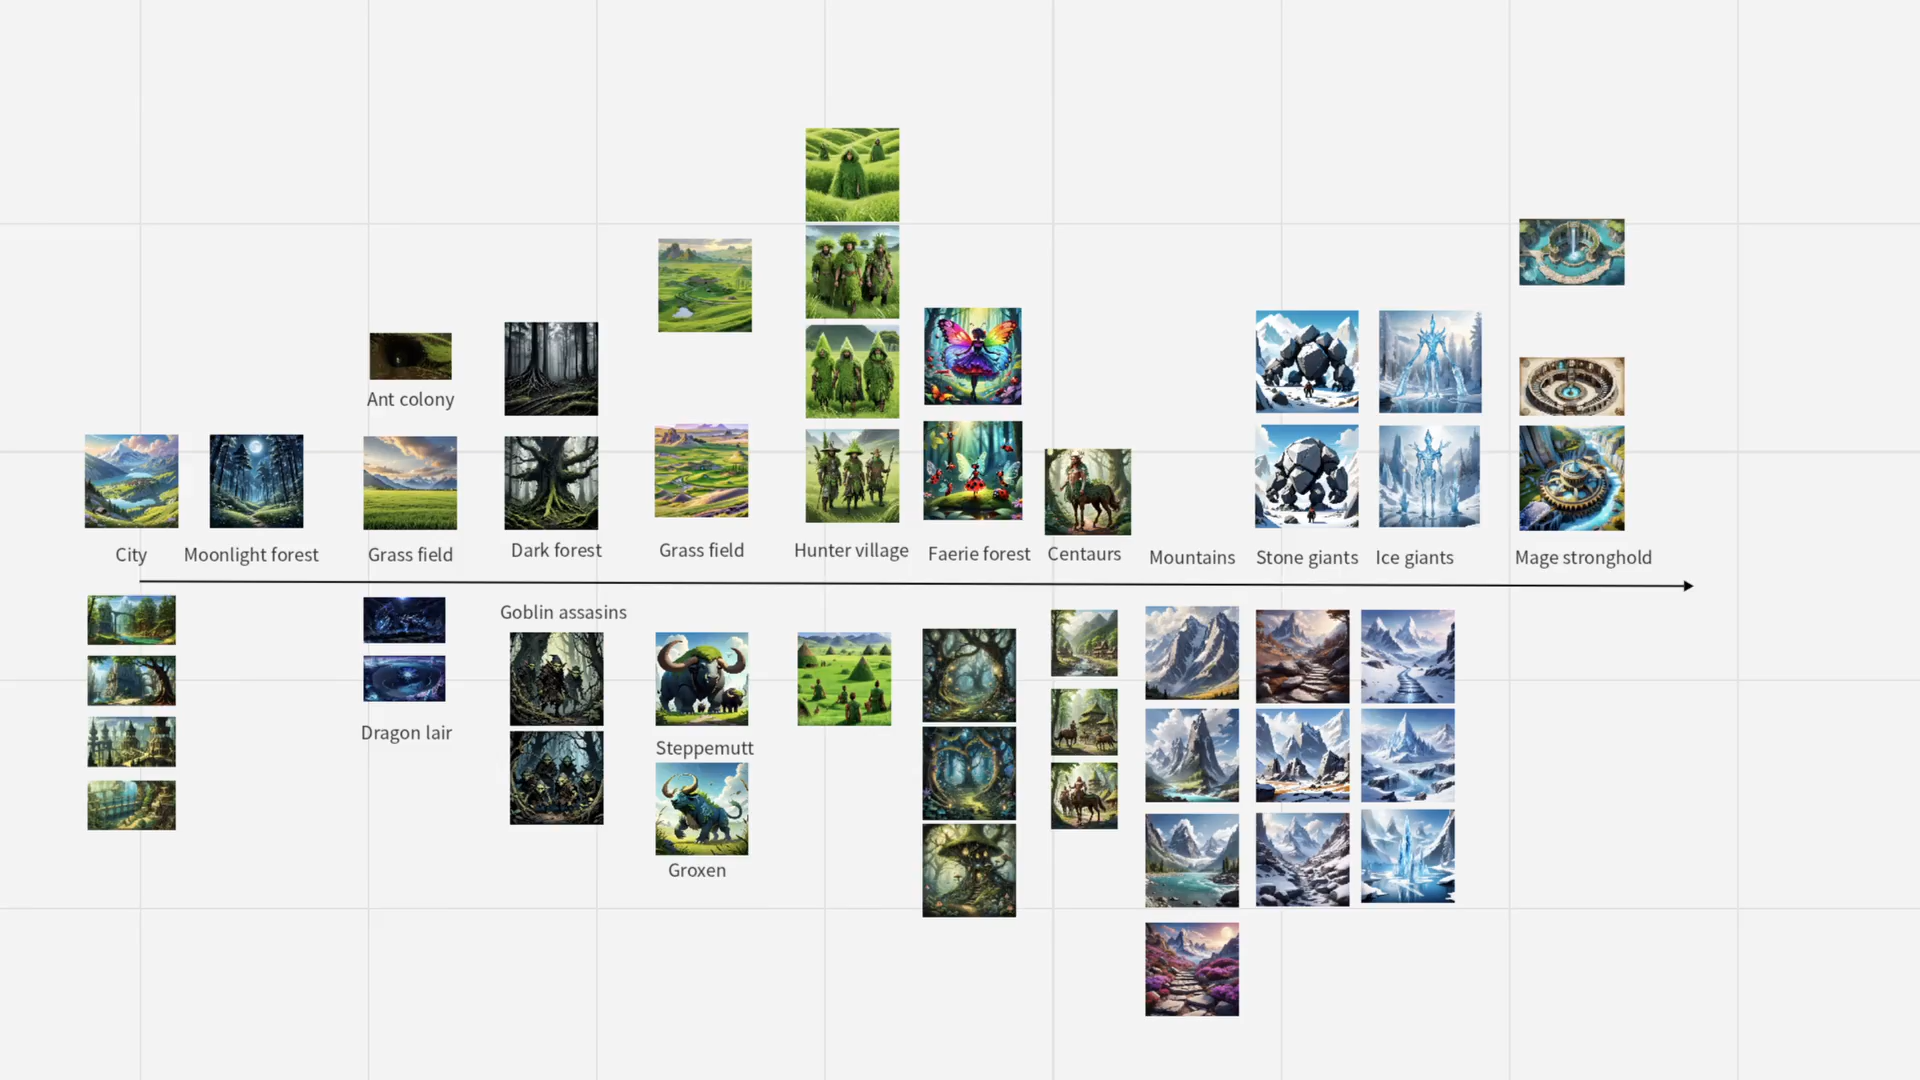 Ant colony
City
Moonlight forest
Grass field
Dark forest
Grass field
Hunter village
Faerie forest
Centaurs
Mountains
Stone giants
Ice giants
Mage stronghold
Goblin assasins
Dragon lair
Steppemutt
Groxen